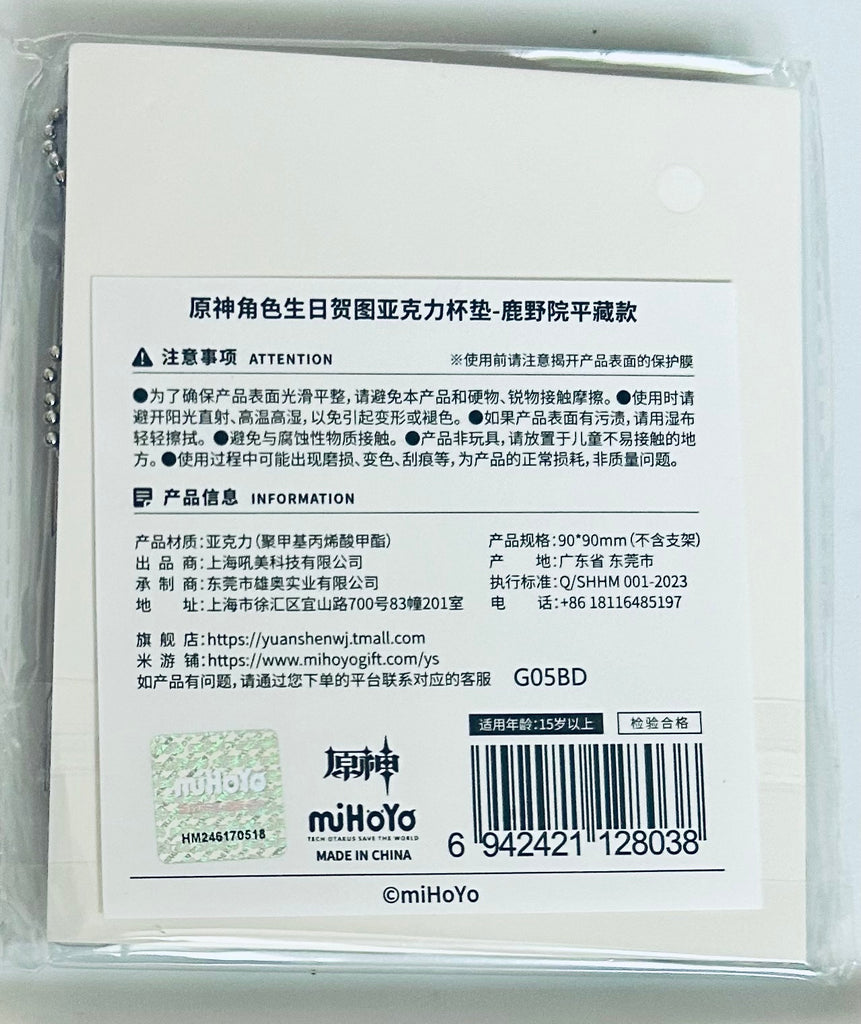 原神角色生日贺图亚克力杯垫-鹿野院平藏款
注意事项 ATTENTION ※使用前请注意揭开产品表面的保护膜
●为了确保产品表面光滑平整,请避免本产品和硬物、锐物接触摩擦。●使用时请
避开阳光直射、高温高湿,以免引起变形或褪色。●如果产品表面有污渍,请用湿布
轻轻擦拭。●避免与腐蚀性物质接触。●产品非玩具,请放置于儿童不易接触的地
方。●使用过程中可能出现磨损、变色、刮痕等,为产品的正常损耗,非质量问题。
产品信息 INFORMATION
产品材质:亚克力(聚甲基丙烯酸甲酯) 产品规格:90*90mm(不含支架)
出品商:上海吼美科技有限公司 产地:广东省 东莞市
承制商:东莞市雄奥实业有限公司 执行标准:Q/SHHM 001-2023
地址:上海市徐汇区宜山路700号83幢201室 电话:+86 18116485197
旗舰店:https://yuanshenwj.tmall.com
米游铺:https://www.mihoyogift.com/ys
如产品有问题,请通过您下单的平台联系对应的客服 G05BD
适用年龄:15岁以上 检验合格
miHoYo
HM246170518
原神
miHoYo
TECH OTAKUS SAVE THE WORLD
MADE IN CHINA
6 942421 128038
©miHoYo